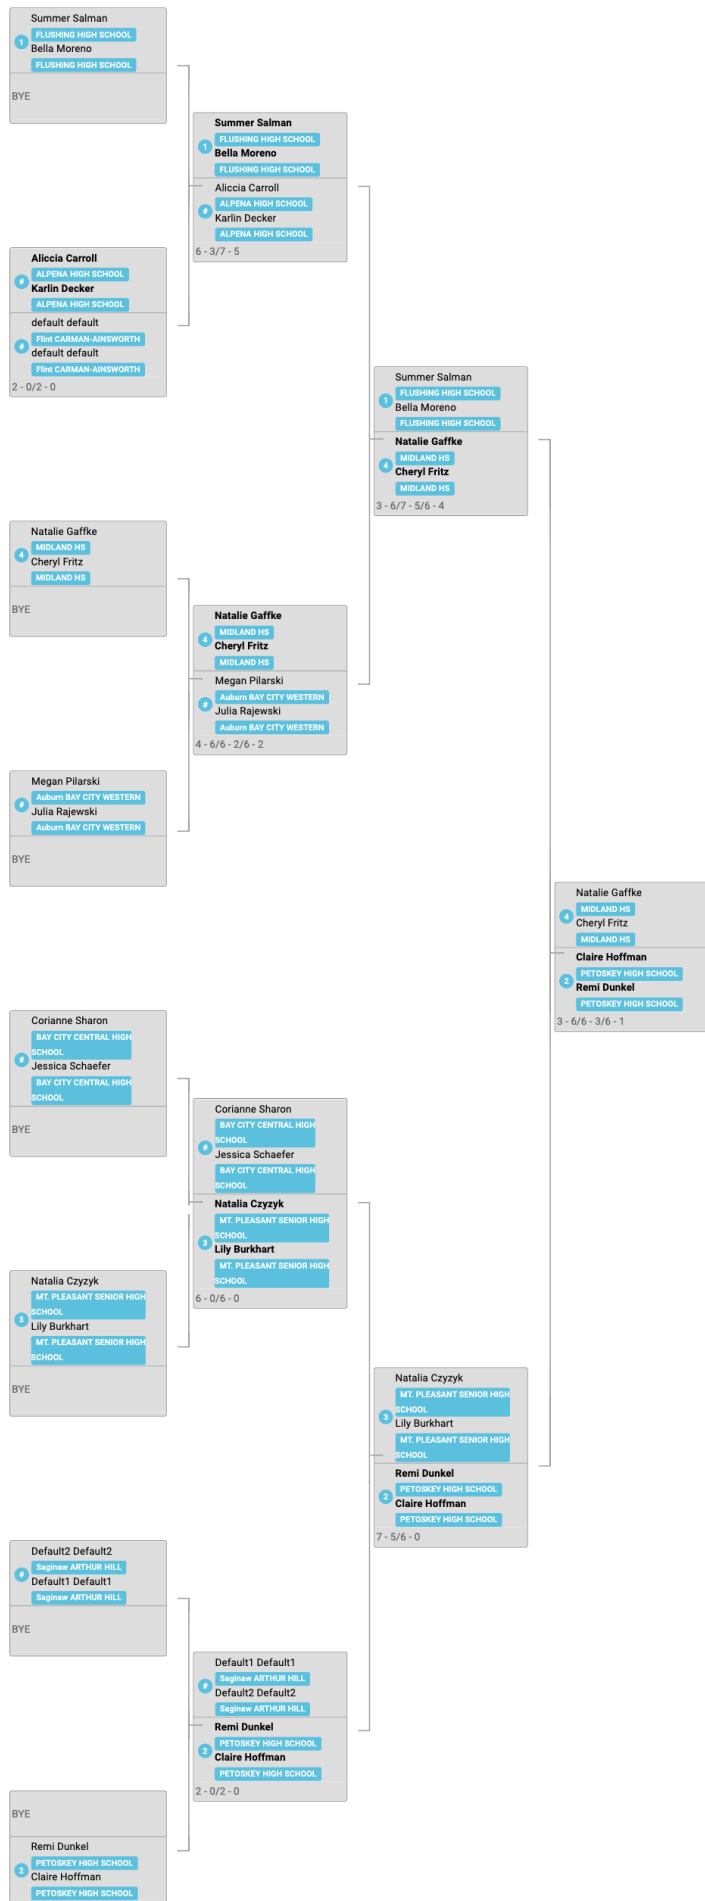 Summer Salman
1
FLUSHING HIGH SCHOOL
Bella Moreno
FLUSHING HIGH SCHOOL
BYE
Summer Salman
1
FLUSHING HIGH SCHOOL
Bella Moreno
FLUSHING HIGH SCHOOL
Aliccia Carroll
#
ALPENA HIGH SCHOOL
Karlin Decker
ALPENA HIGH SCHOOL
6 - 3/7 - 5
Aliccia Carroll
#
ALPENA HIGH SCHOOL
Karlin Decker
ALPENA HIGH SCHOOL
default default
#
Flint CARMAN-AINSWORTH
default default
Flint CARMAN-AINSWORTH
2 - 0/2 - 0
Summer Salman
1
FLUSHING HIGH SCHOOL
Bella Moreno
FLUSHING HIGH SCHOOL
Natalie Gaffke
4
MIDLAND HS
Cheryl Fritz
MIDLAND HS
3 - 6/7 - 5/6 - 4
Natalie Gaffke
4
MIDLAND HS
Cheryl Fritz
MIDLAND HS
BYE
Natalie Gaffke
4
MIDLAND HS
Cheryl Fritz
MIDLAND HS
Megan Pilarski
#
Auburn BAY CITY WESTERN
Julia Rajewski
Auburn BAY CITY WESTERN
4 - 6/6 - 2/6 - 2
Megan Pilarski
#
Auburn BAY CITY WESTERN
Julia Rajewski
Auburn BAY CITY WESTERN
BYE
Natalie Gaffke
4
MIDLAND HS
Cheryl Fritz
MIDLAND HS
Claire Hoffman
2
PETOSKEY HIGH SCHOOL
Remi Dunkel
PETOSKEY HIGH SCHOOL
3 - 6/6 - 3/6 - 1
Corianne Sharon
#
BAY CITY CENTRAL HIGH
SCHOOL
Jessica Schaefer
BAY CITY CENTRAL HIGH
SCHOOL
BYE
Corianne Sharon
#
BAY CITY CENTRAL HIGH
SCHOOL
Jessica Schaefer
BAY CITY CENTRAL HIGH
SCHOOL
Natalia Czyzyk
3
MT. PLEASANT SENIOR HIGH
SCHOOL
Lily Burkhart
MT. PLEASANT SENIOR HIGH
SCHOOL
6 - 0/6 - 0
Natalia Czyzyk
3
MT. PLEASANT SENIOR HIGH
SCHOOL
Lily Burkhart
MT. PLEASANT SENIOR HIGH
SCHOOL
BYE
Natalia Czyzyk
3
MT. PLEASANT SENIOR HIGH
SCHOOL
Lily Burkhart
MT. PLEASANT SENIOR HIGH
SCHOOL
Remi Dunkel
2
PETOSKEY HIGH SCHOOL
Claire Hoffman
PETOSKEY HIGH SCHOOL
7 - 5/6 - 0
Default2 Default2
#
Saginaw ARTHUR HILL
Default1 Default1
Saginaw ARTHUR HILL
BYE
Default1 Default1
#
Saginaw ARTHUR HILL
Default2 Default2
Saginaw ARTHUR HILL
Remi Dunkel
2
PETOSKEY HIGH SCHOOL
Claire Hoffman
PETOSKEY HIGH SCHOOL
2 - 0/2 - 0
BYE
Remi Dunkel
2
PETOSKEY HIGH SCHOOL
Claire Hoffman
PETOSKEY HIGH SCHOOL